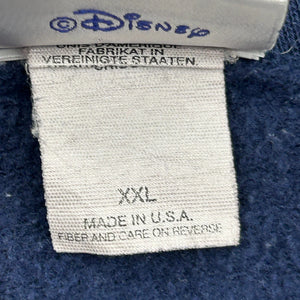 ©Disney
FABRIKAT IN
VEREINIGTE STAATEN.
XXL
MADE IN U.S.A.
FIBER AND CARE ON REVERSE